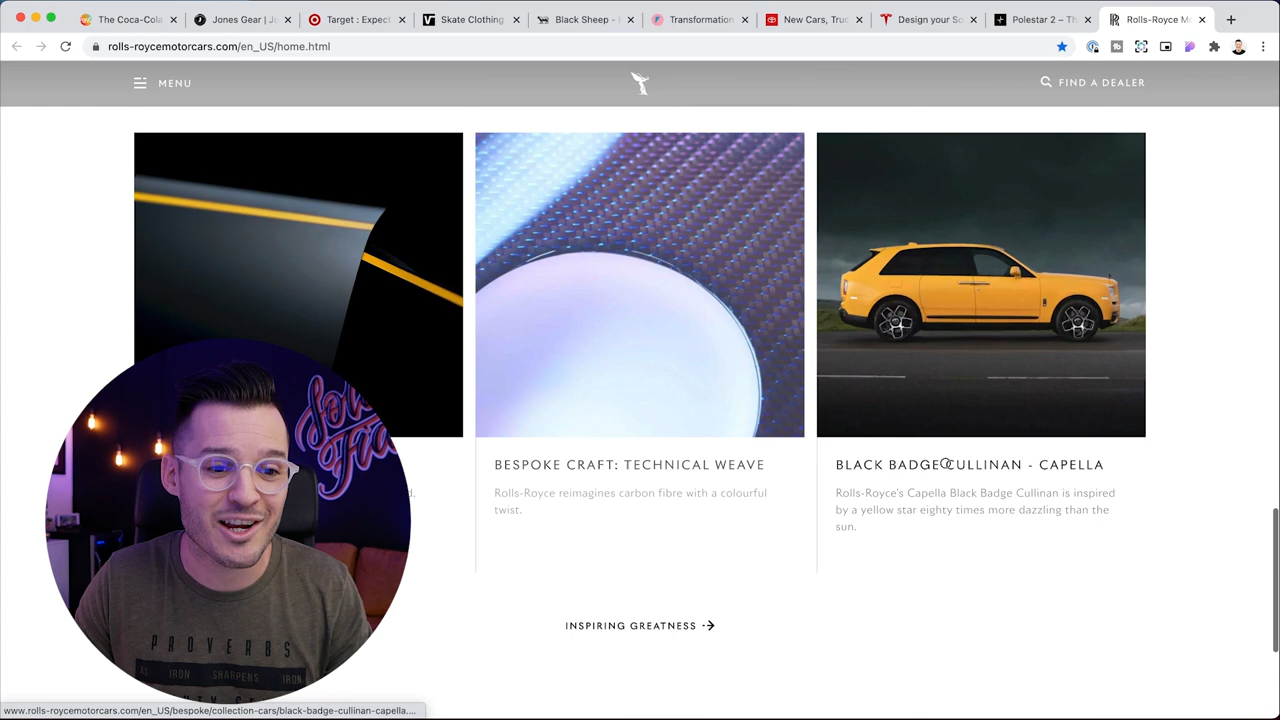 The Coca-Cola
Jones Gear | J
Target : Expect
Skate Clothing
Black Sheep -
Transformation
New Cars, Truc
Design your So
Polestar 2 – Th
Rolls-Royce M
rolls-roycemotorcars.com/en_US/home.html
MENU
FIND A DEALER
BESPOKE CRAFT: TECHNICAL WEAVE
Rolls-Royce reimagines carbon fibre with a colourful
twist.
BLACK BADGE CULLINAN - CAPELLA
Rolls-Royce's Capella Black Badge Cullinan is inspired
by a yellow star eighty times more dazzling than the
sun.
INSPIRING GREATNESS
PROVERBS
AS IRON SHARPENS IRON
www.rolls-roycemotorcars.com/en_US/bespoke/collection-cars/black-badge-cullinan-capella....